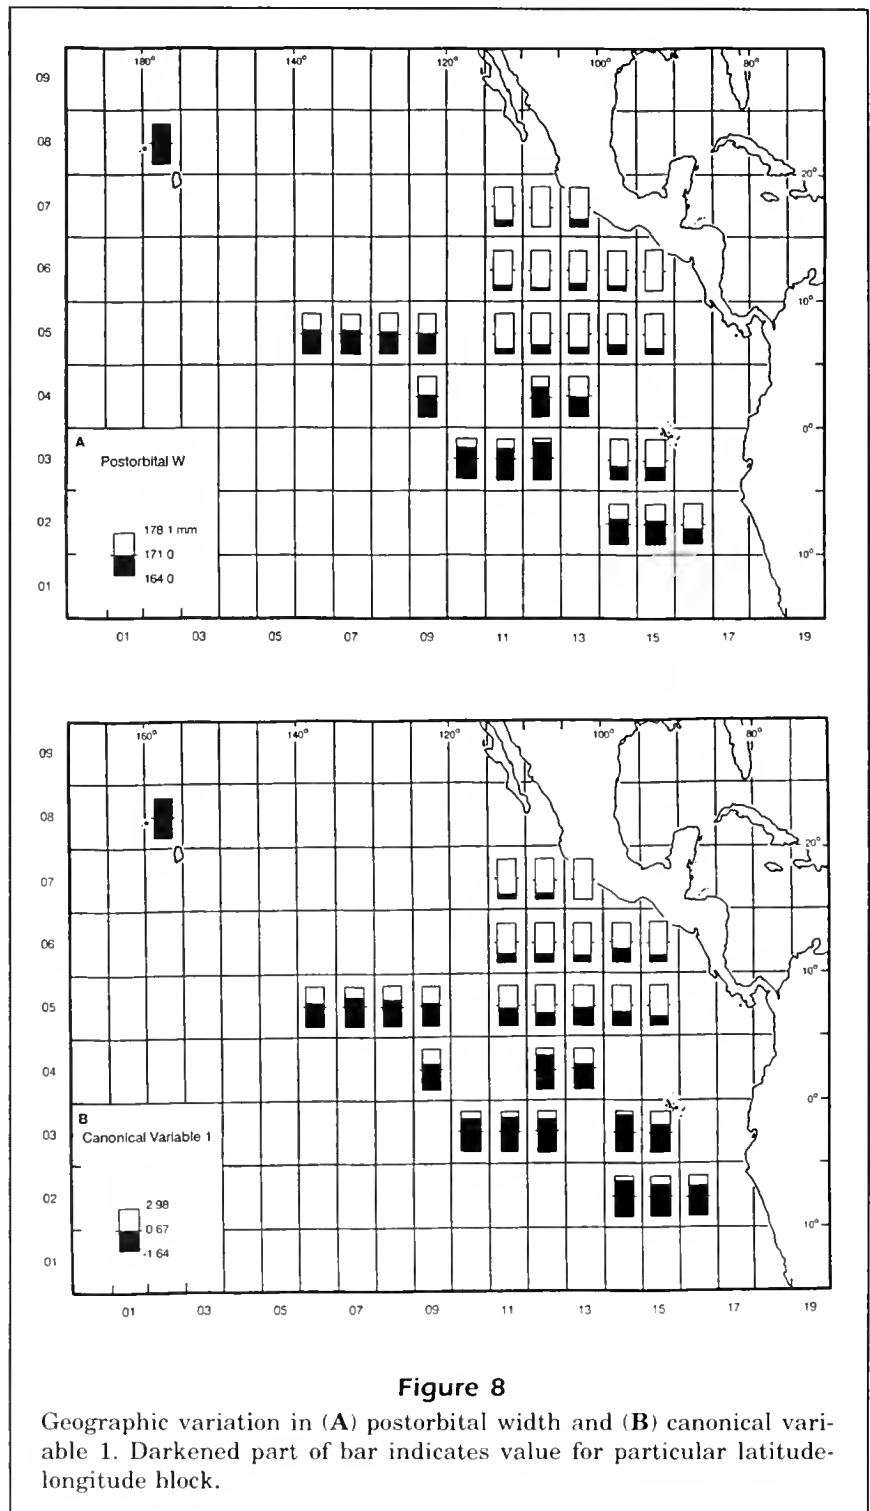 180° 140° 120° 100° 80°
09
08
20°
07
06
10°
05
04
0°
A
03
Postorbital W
02
178 1 mm
171 0
10°
164 0
01
01 03 05 07 09 11 13 15 17 19
160° 140° 120° 100° 80°
09
08
20°
07
06
10°
05
04
0°
B
03
Canonical Variable 1
02
2 98
0 67
10°
-1 64
01
01 03 05 07 09 11 13 15 17 19
Figure 8
Geographic variation in (A) postorbital width and (B) canonical vari-
able 1. Darkened part of bar indicates value for particular latitude-
longitude block.